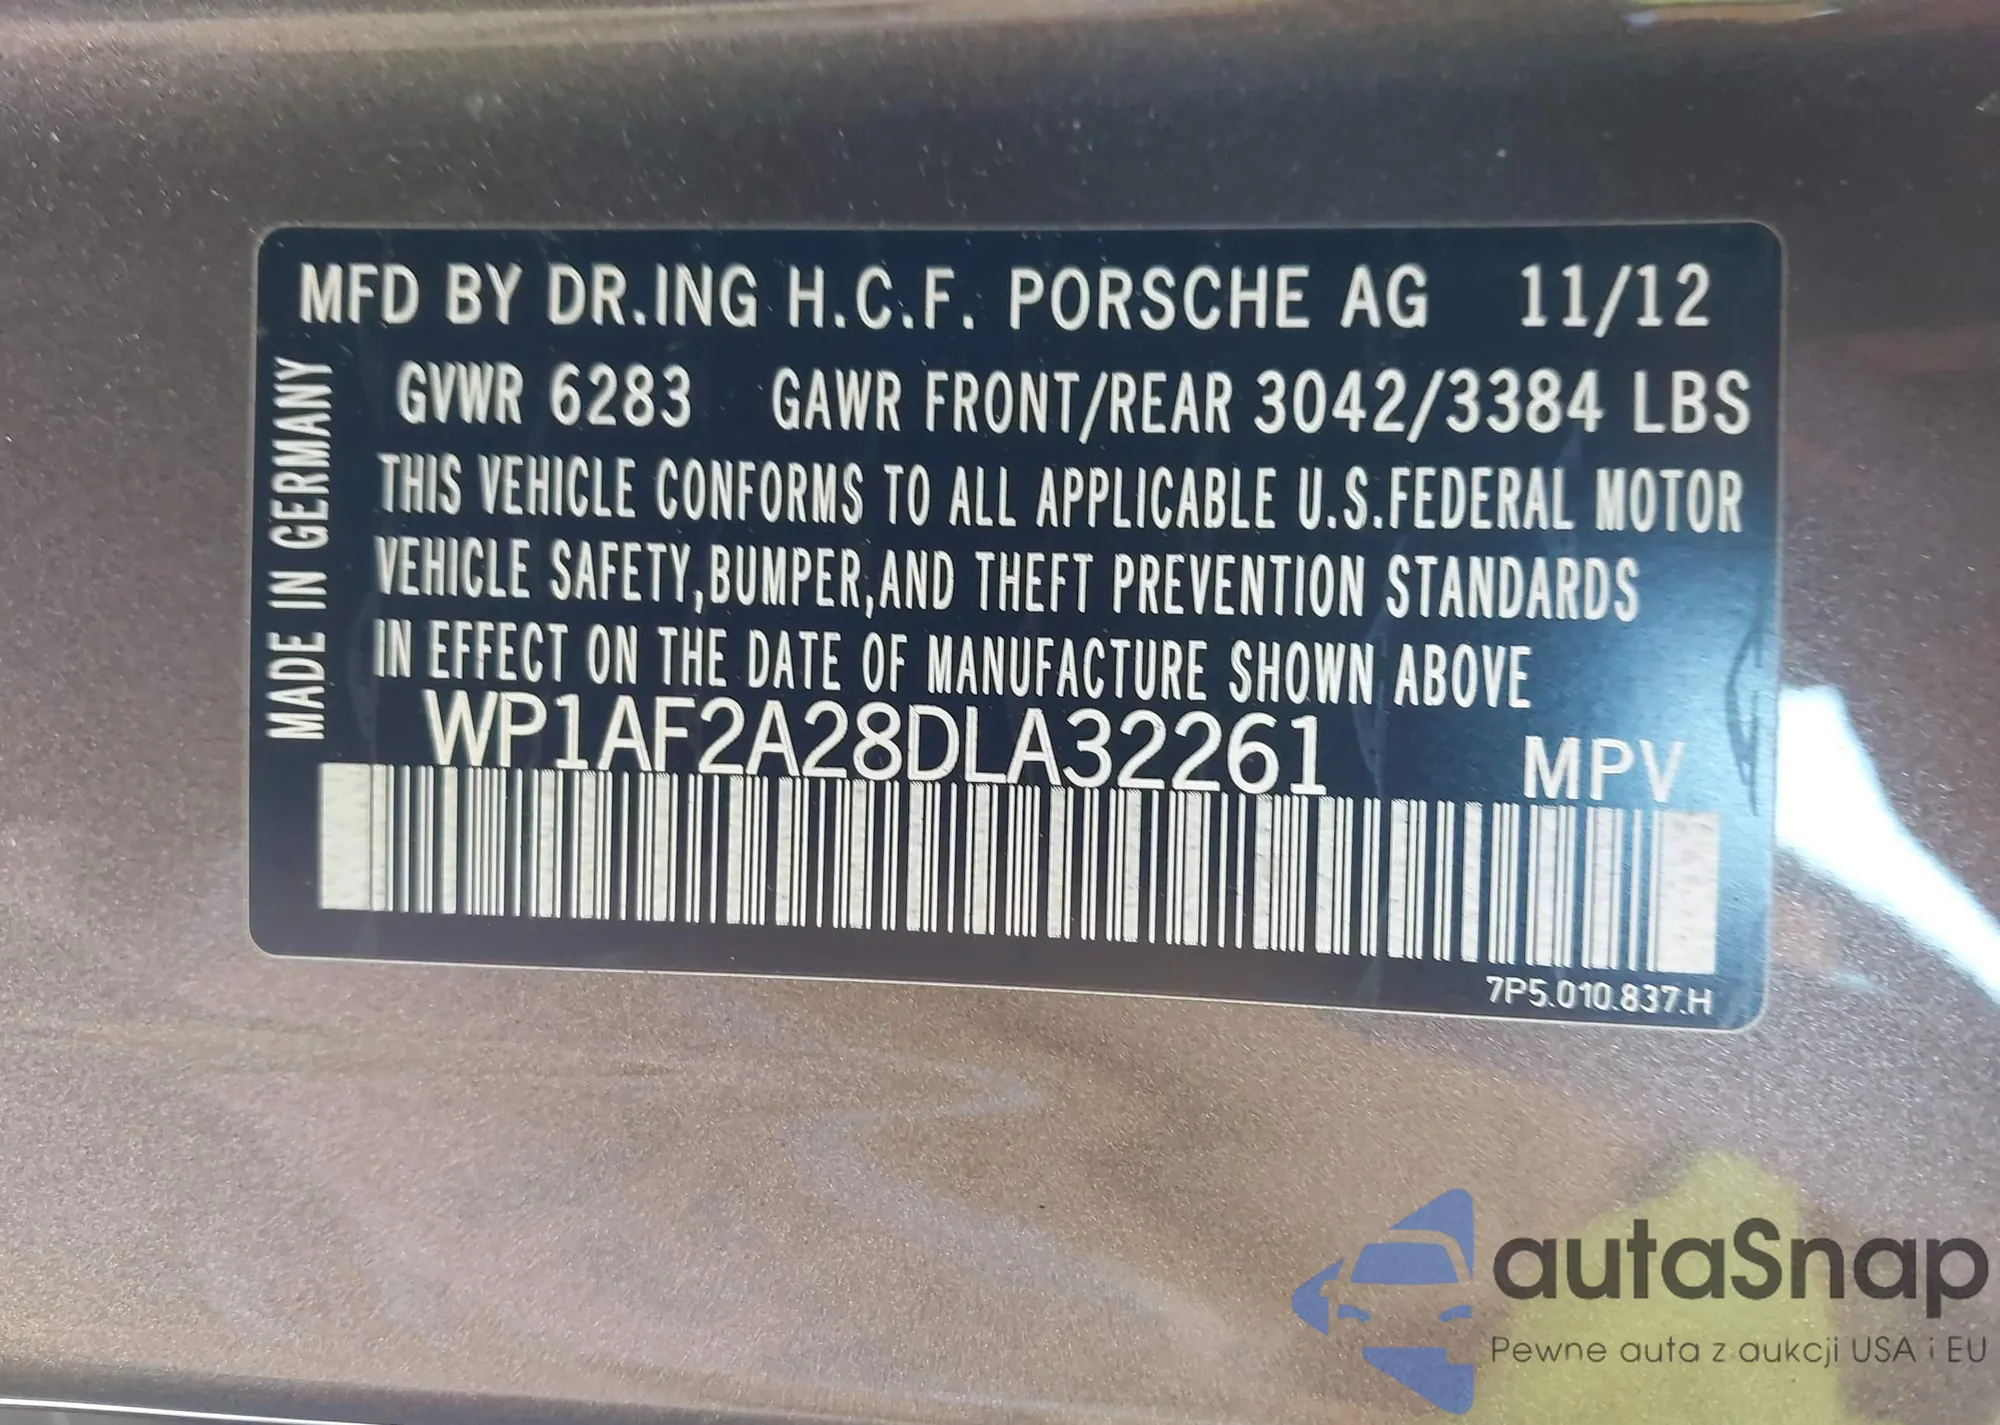 MFD BY DR.ING H.C.F. PORSCHE AG 11/12
GVWR 6283 GAWR FRONT/REAR 3042/3384 LBS
THIS VEHICLE CONFORMS TO ALL APPLICABLE U.S.FEDERAL MOTOR
VEHICLE SAFETY,BUMPER,AND THEFT PREVENTION STANDARDS
IN EFFECT ON THE DATE OF MANUFACTURE SHOWN ABOVE
WP1AF2A28DLA32261 MPV
MADE IN GERMANY
7P5.010.837.H
autaSnap
Pewne auta z aukcji USA i EU